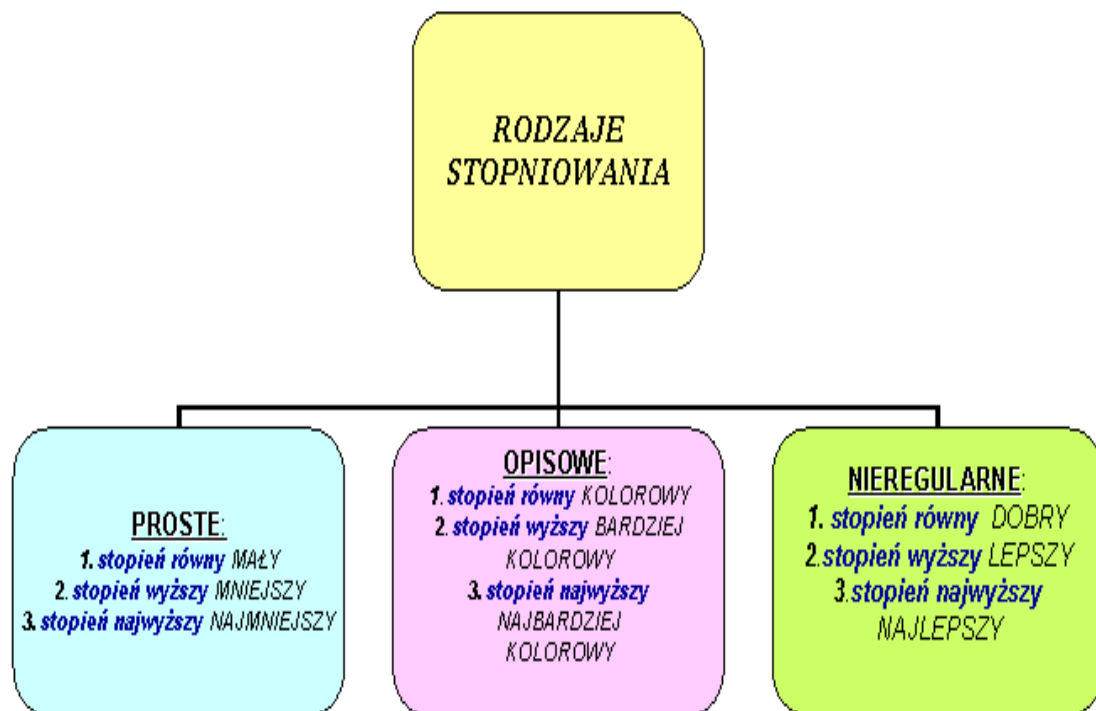 RODZAJE
STOPNIOWANIA
PROSTE:
1. stopień równy MAŁY
2. stopień wyższy MNIEJSZY
3. stopień najwyższy NAJMNIEJSZY
OPISOWE:
1. stopień równy KOLOROWY
2. stopień wyższy BARDZIEJ
KOLOROWY
3. stopień najwyższy
NAJBARDZIEJ
KOLOROWY
NIEREGULARNE:
1. stopień równy DOBRY
2.stopień wyższy LEPSZY
3.stopień najwyższy
NAJLEPSZY